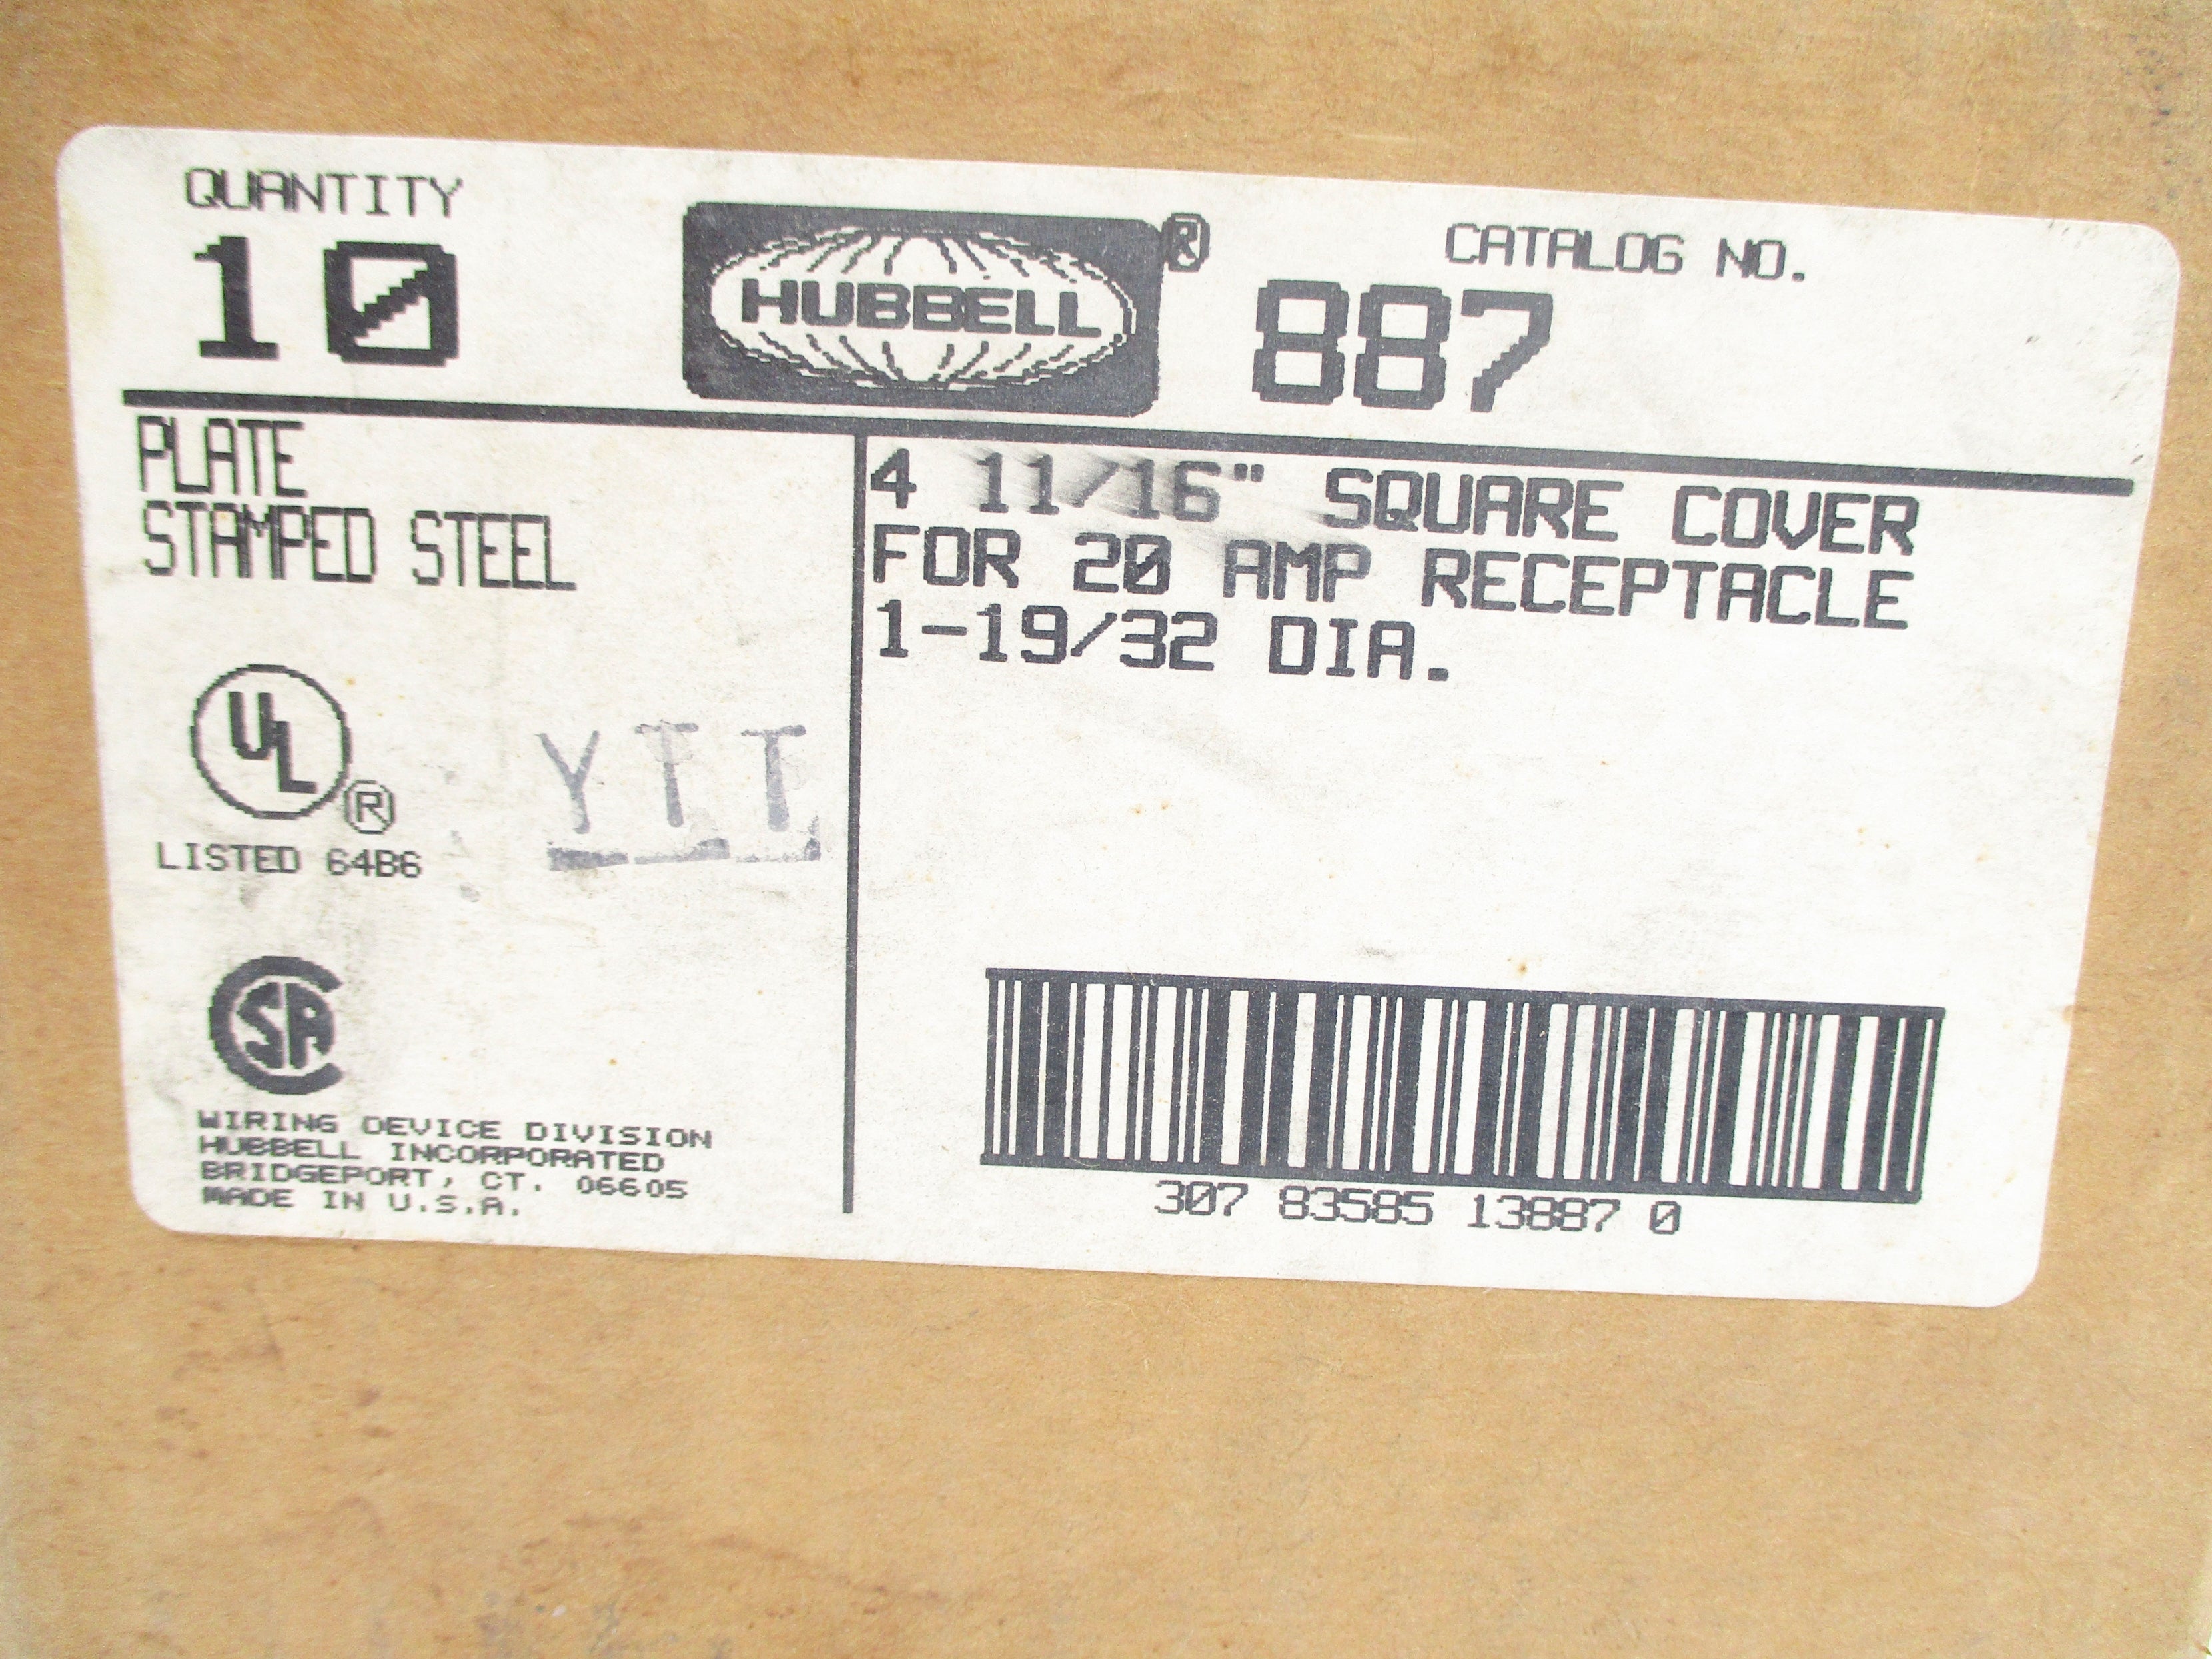 QUANTITY
10
HUBBELL®
CATALOG NO.
887
PLATE
STAMPED STEEL
4 11/16" SQUARE COVER
FOR 20 AMP RECEPTACLE
1-19/32 DIA.
UL®
LISTED 64B6
YTT
CSA
WIRING DEVICE DIVISION
HUBBELL INCORPORATED
BRIDGEPORT, CT. 06605
MADE IN U.S.A.
307 83585 13887 0